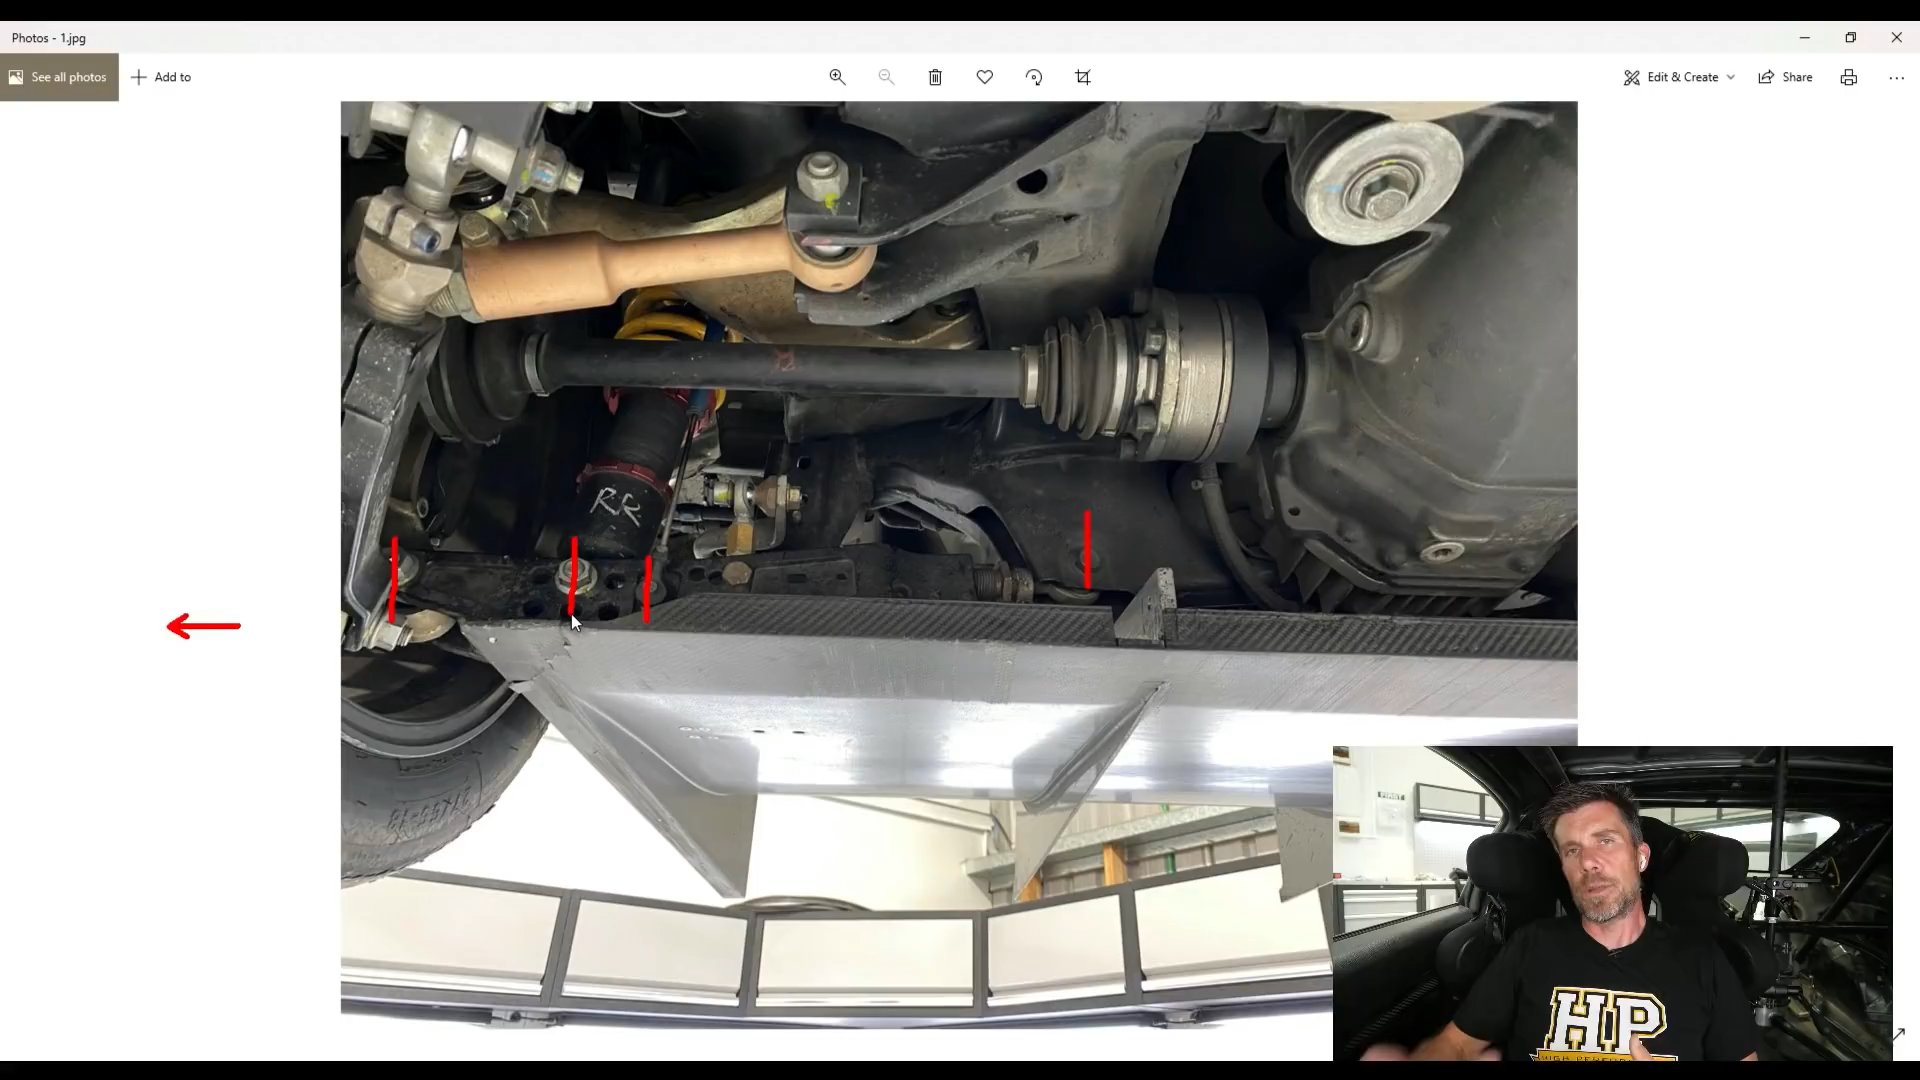 Photos - 1.jpg
See all photos
Add to
Edit & Create
Share
RR
HP